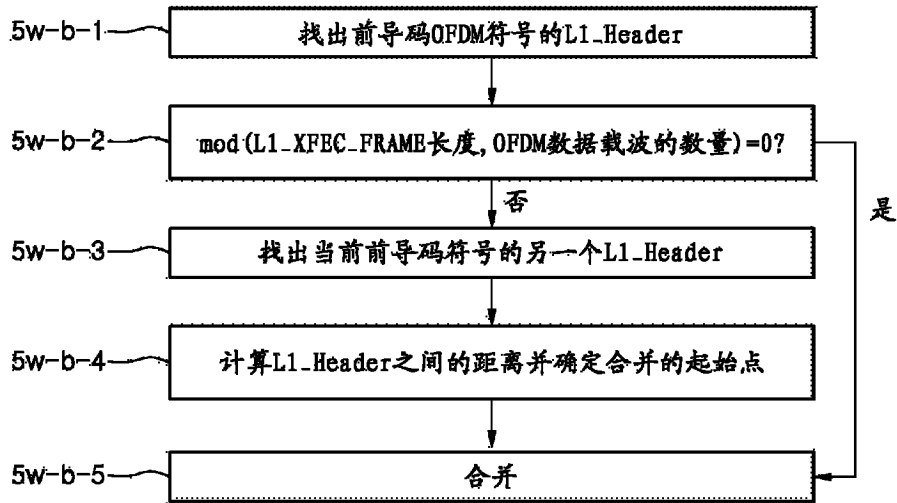 5w-b-1
找出前导码OFDM符号的L1_Header
5w-b-2
mod(L1_XFEC_FRAME长度,OFDM数据载波的数量)=0?
否
是
5w-b-3
找出当前前导码符号的另一个L1_Header
5w-b-4
计算L1_Header之间的距离并确定合并的起始点
5w-b-5
合并